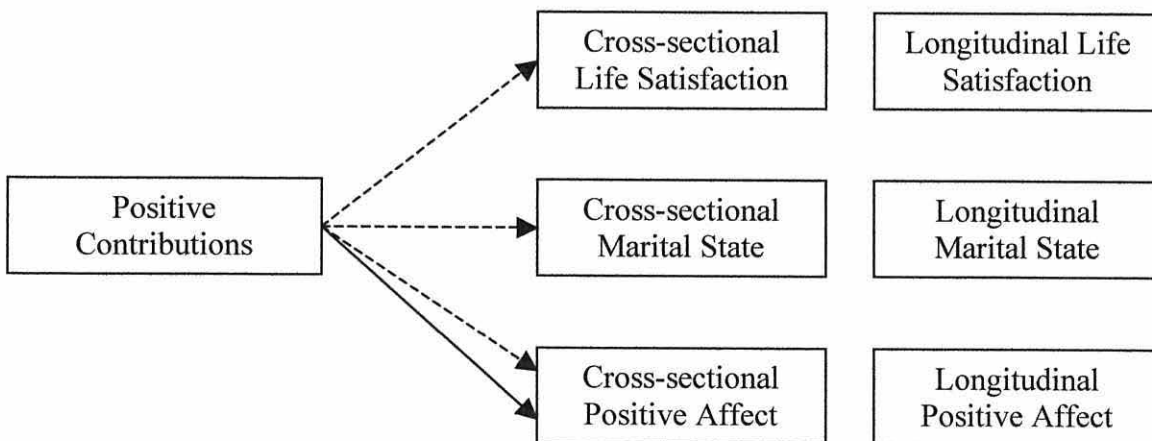 Cross-sectional
Life Satisfaction
Longitudinal Life
Satisfaction
Positive
Contributions
Cross-sectional
Marital State
Longitudinal
Marital State
Cross-sectional
Positive Affect
Longitudinal
Positive Affect